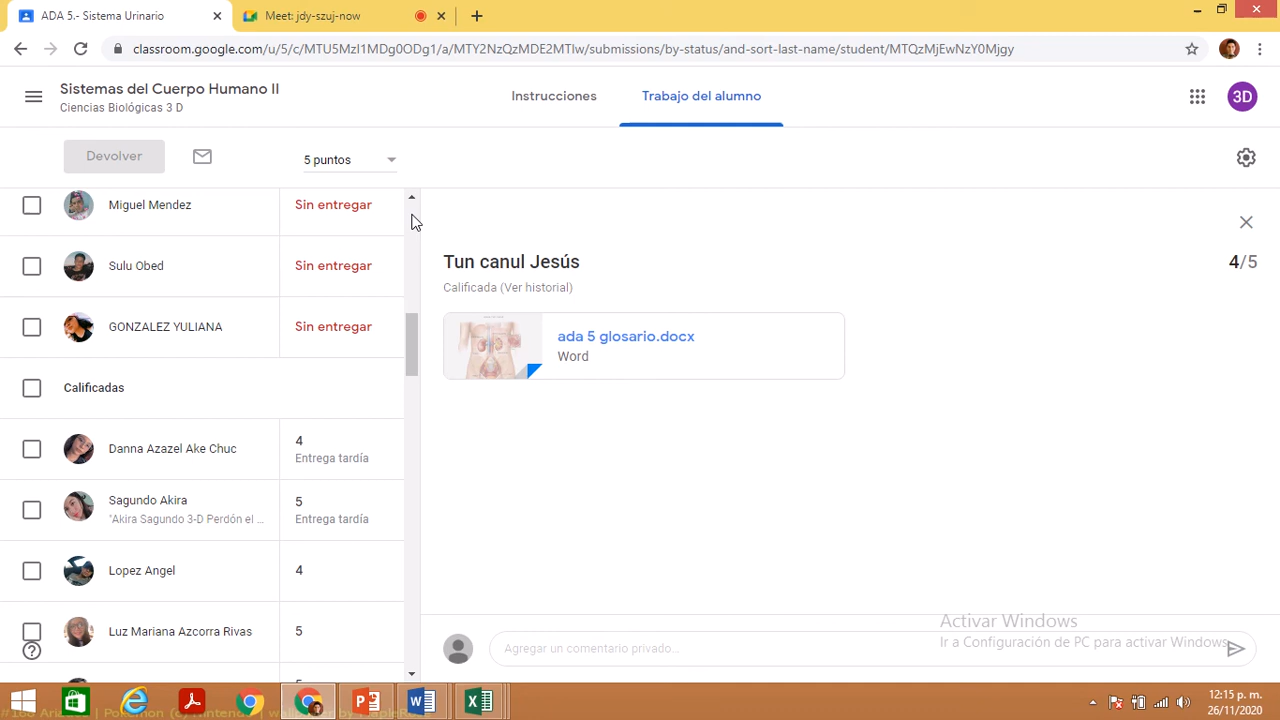 ADA 5.- Sistema Urinario
Meet: jdy-szuj-now
classroom.google.com/u/5/c/MTU5MzI1MDg0ODg1/a/MTY2NzQzMDE2MTIw/submissions/by-status/and-sort-last-name/student/MTQzMjEwNzY0Mjgy
Sistemas del Cuerpo Humano II
Ciencias Biológicas 3 D
Instrucciones
Trabajo del alumno
3D
Devolver
5 puntos
Miguel Mendez
Sin entregar
Sulu Obed
Sin entregar
GONZALEZ YULIANA
Sin entregar
Calificadas
Danna Azazel Ake Chuc
4
Entrega tardía
Sagundo Akira
"Akira Sagundo 3-D Perdón el ...
5
Entrega tardía
Lopez Angel
4
Luz Mariana Azcorra Rivas
5
Tun canul Jesús
4/5
Calificada (Ver historial)
ada 5 glosario.docx
Word
Agregar un comentario privado...
Activar Windows
Ir a Configuración de PC para activar Windows.
12:15 p. m.
26/11/2020